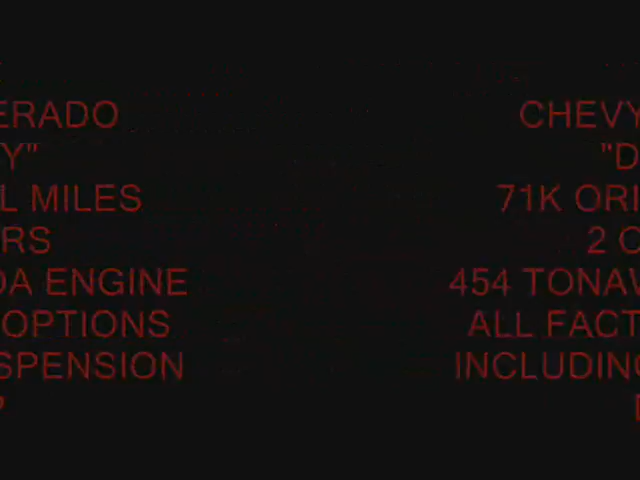 ERADO CHEVY
Y" "D
L MILES 71K ORI
RS 2 
DA ENGINE 454 TONAW
OPTIONS ALL FACT
SPENSION INCLUDING